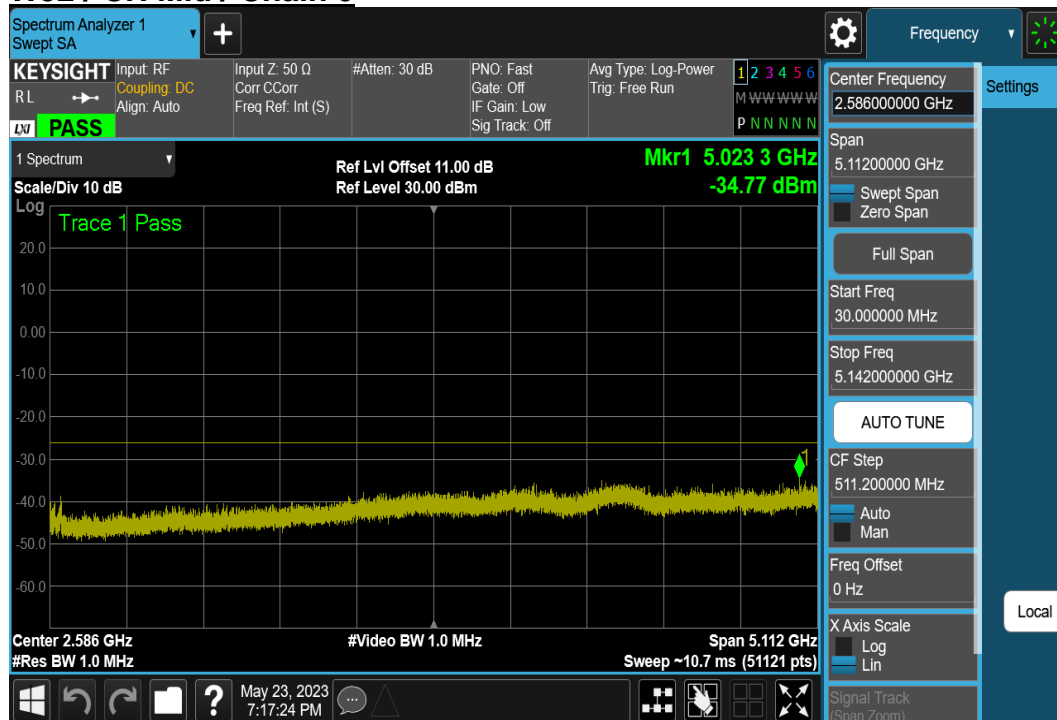 Spectrum Analyzer 1
Swept SA
+
Frequency
KEYSIGHT
RL
LXI
PASS
Input: RF
Coupling: DC
Align: Auto
Input Z: 50 Ω
Corr CCorr
Freq Ref: Int (S)
#Atten: 30 dB
PNO: Fast
Gate: Off
IF Gain: Low
Sig Track: Off
Avg Type: Log-Power
Trig: Free Run
1 2 3 4 5 6
M W W W W W
P N N N N N
1 Spectrum
Scale/Div 10 dB
Ref Lvl Offset 11.00 dB
Ref Level 30.00 dBm
Mkr1 5.023 3 GHz
-34.77 dBm
Log
Trace 1 Pass
20.0
10.0
0.00
-10.0
-20.0
-30.0
-40.0
-50.0
-60.0
1
Center 2.586 GHz
#Res BW 1.0 MHz
#Video BW 1.0 MHz
Span 5.112 GHz
Sweep ~10.7 ms (51121 pts)
?
May 23, 2023
7:17:24 PM
Center Frequency
2.586000000 GHz
Span
5.11200000 GHz
Swept Span
Zero Span
Full Span
Start Freq
30.000000 MHz
Stop Freq
5.142000000 GHz
AUTO TUNE
CF Step
511.200000 MHz
Auto
Man
Freq Offset
0 Hz
X Axis Scale
Log
Lin
Signal Track
(Span Zoom)
Settings
Local